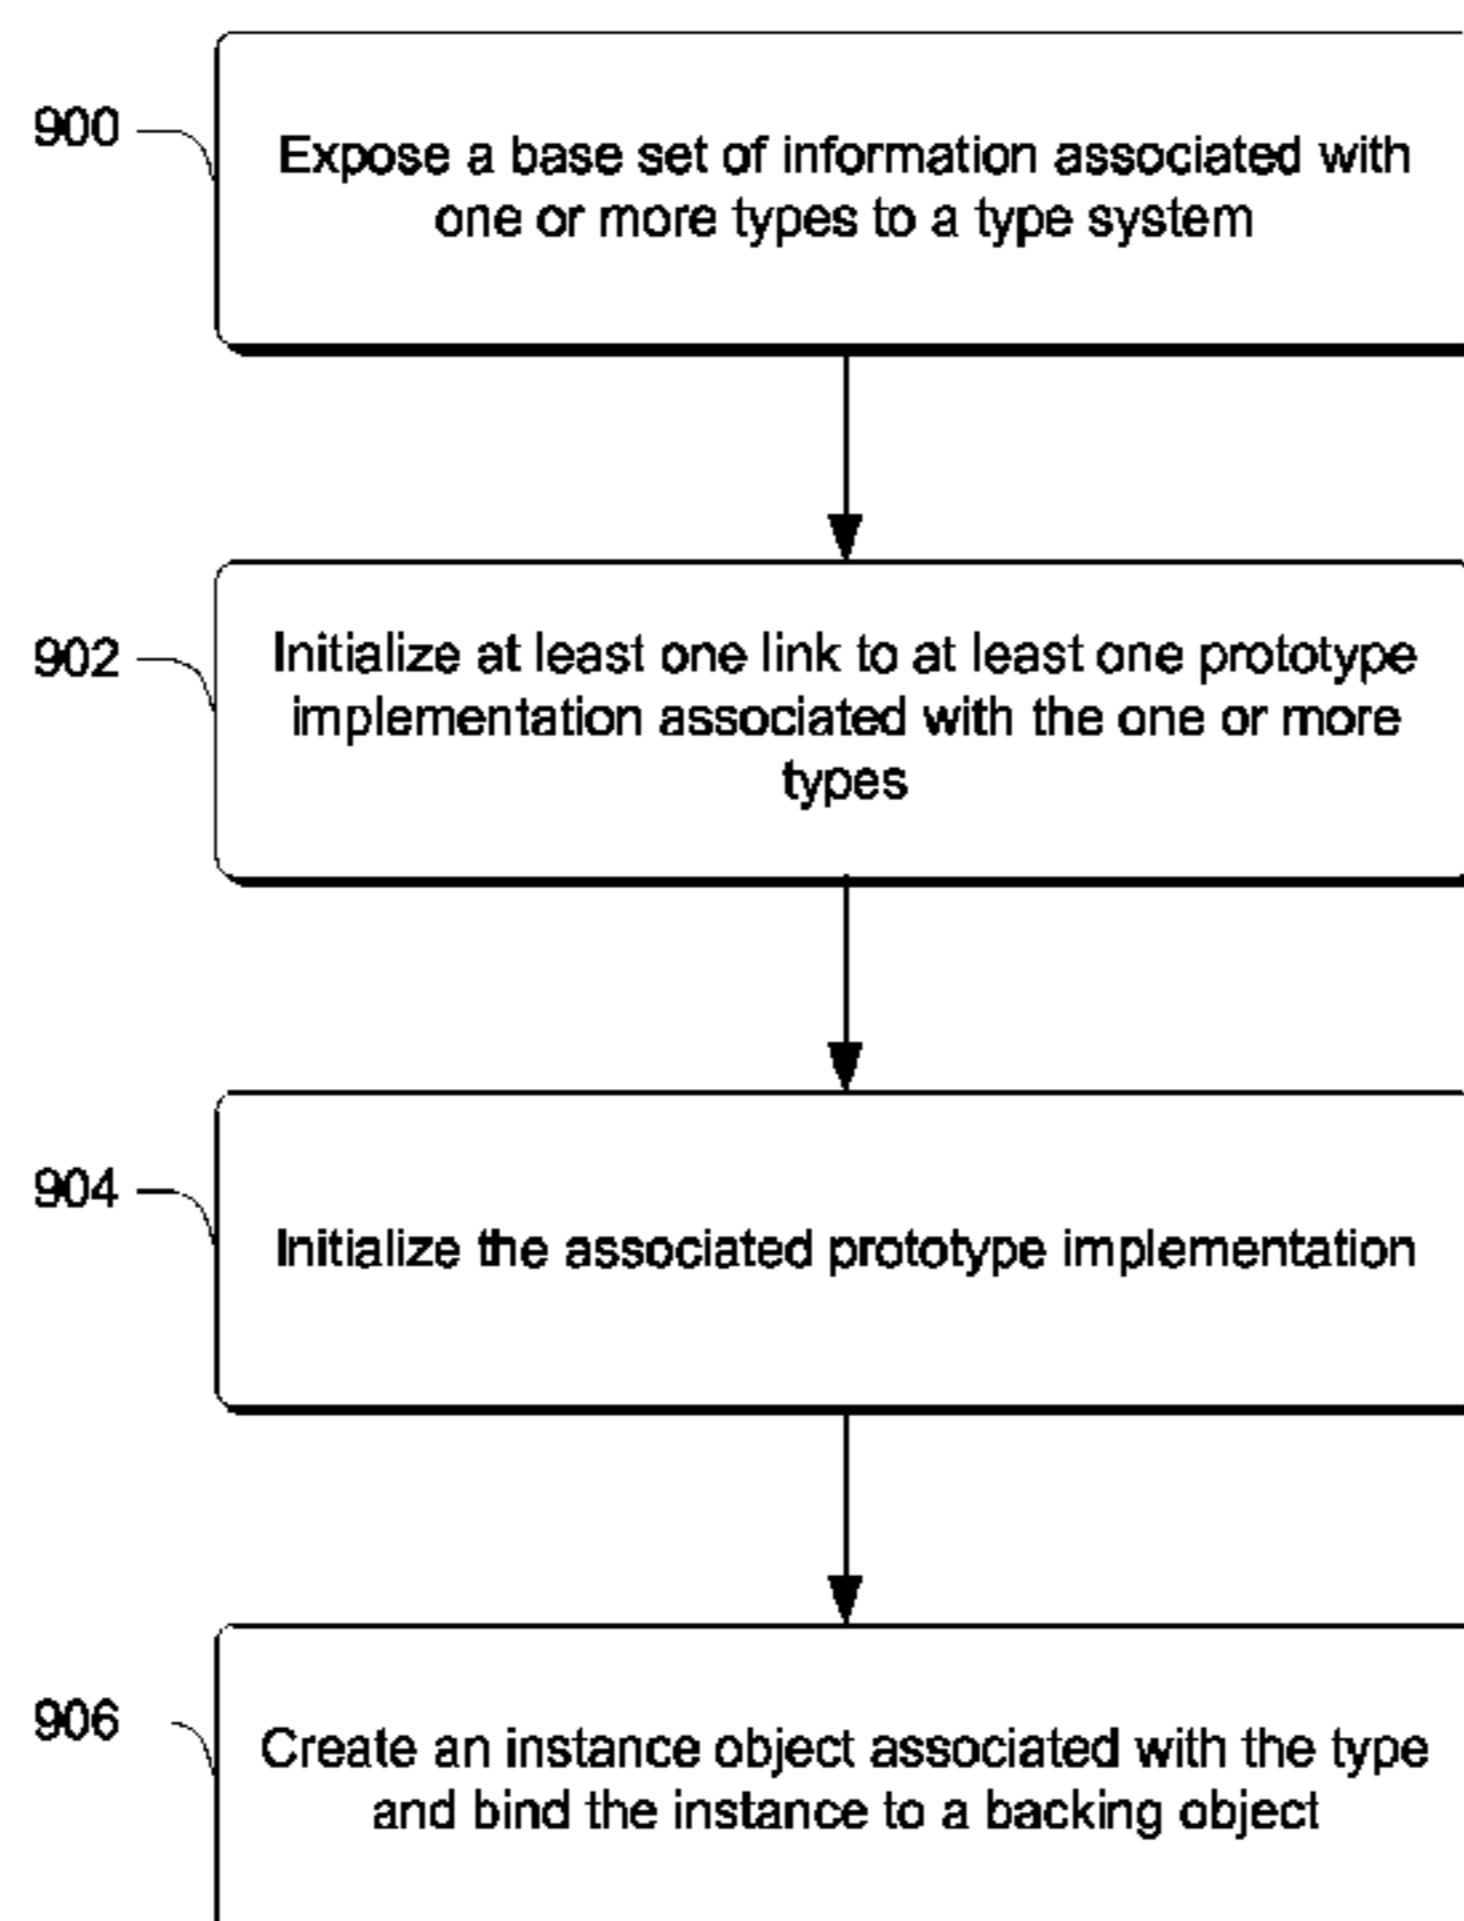 900
Expose a base set of information associated with
one or more types to a type system
902
Initialize at least one link to at least one prototype
implementation associated with the one or more
types
904
Initialize the associated prototype implementation
906
Create an instance object associated with the type
and bind the instance to a backing object